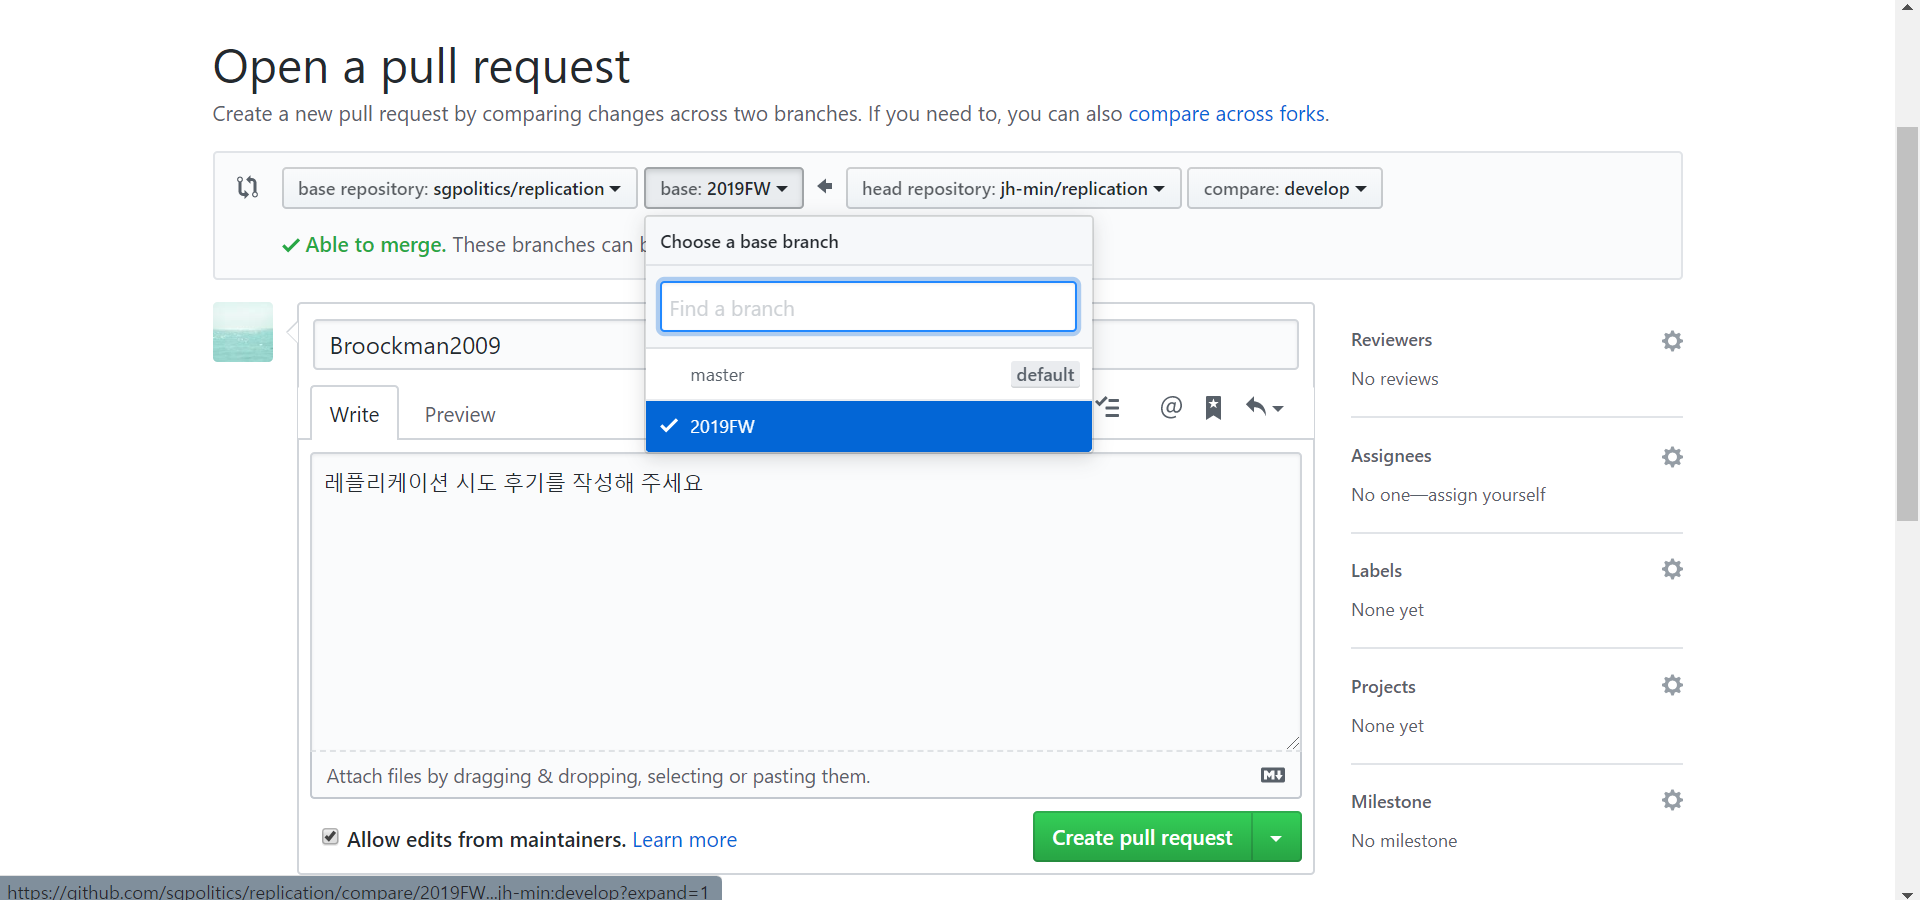 Open a pull request
Create a new pull request by comparing changes across two branches. If you need to, you can also compare across forks.
base repository: sgpolitics/replication base: 2019FW head repository: jh-min/replication compare: develop
Able to merge. These branches can b
Choose a base branch
Find a branch
master default
2019FW
Broockman2009
Write Preview
레플리케이션 시도 후기를 작성해 주세요
Attach files by dragging & dropping, selecting or pasting them.
Allow edits from maintainers. Learn more
Create pull request
Reviewers
No reviews
Assignees
No one—assign yourself
Labels
None yet
Projects
None yet
Milestone
No milestone
https://github.com/sgpolitics/replication/compare/2019FW...jh-min:develop?expand=1